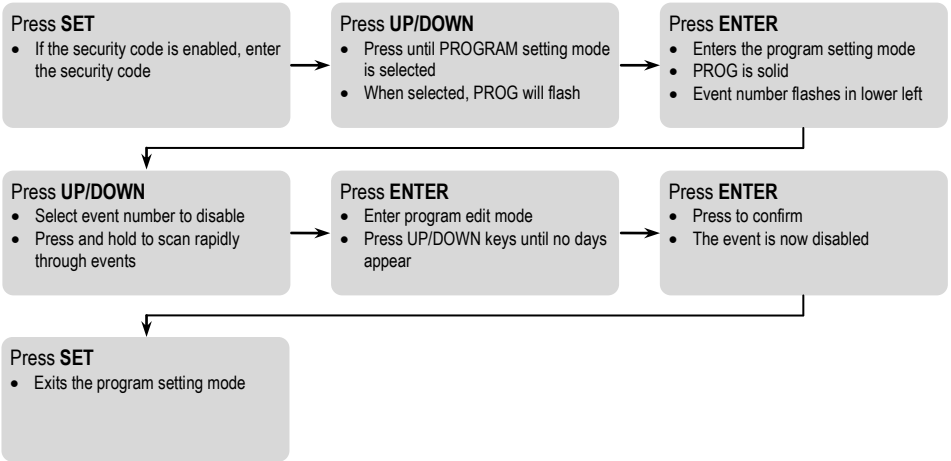 Press SET
• If the security code is enabled, enter
the security code
Press UP/DOWN
• Press until PROGRAM setting mode
is selected
• When selected, PROG will flash
Press ENTER
• Enters the program setting mode
• PROG is solid
• Event number flashes in lower left
Press UP/DOWN
• Select event number to disable
• Press and hold to scan rapidly
through events
Press ENTER
• Enter program edit mode
• Press UP/DOWN keys until no days
appear
Press ENTER
• Press to confirm
• The event is now disabled
Press SET
• Exits the program setting mode